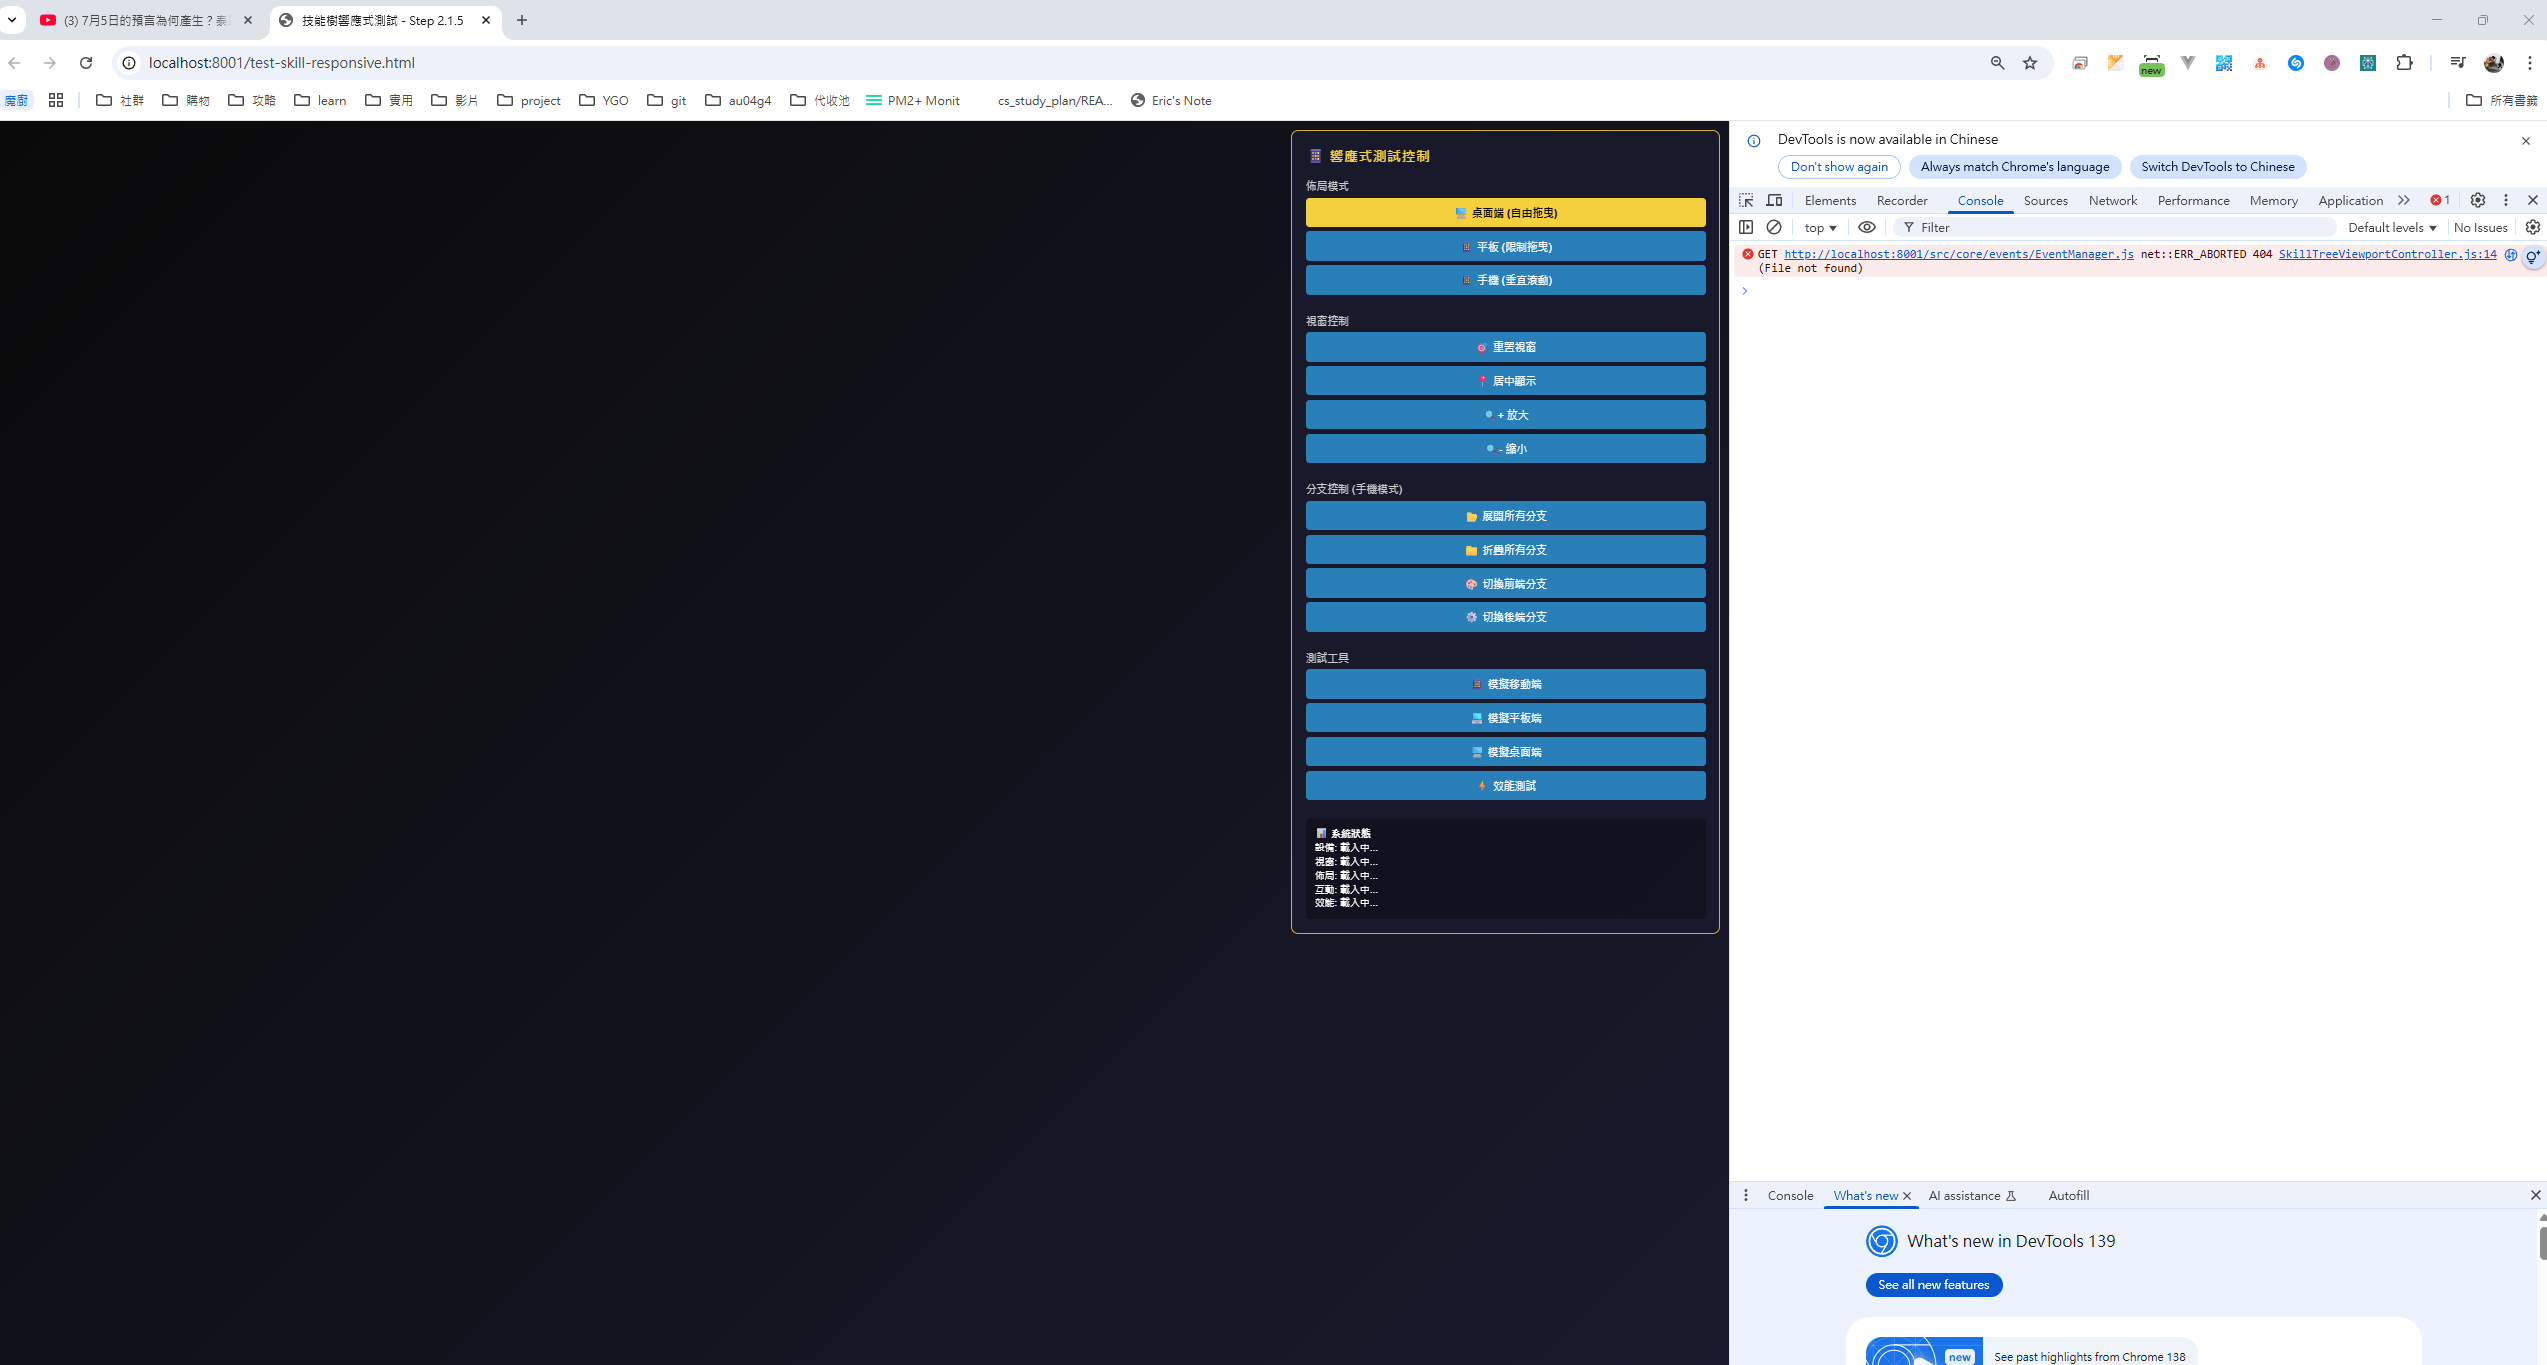 (3) 7月5日的預言為何產生？泰
技能樹響應式測試 - Step 2.1.5
localhost:8001/test-skill-responsive.html
new
魔廚
社群
購物
攻略
learn
實用
影片
project
YGO
git
au04g4
代收池
PM2+ Monit
cs_study_plan/REA...
Eric's Note
所有書籤
響應式測試控制
佈局模式
桌面端 (自由拖曳)
平板 (限制拖曳)
手機 (垂直滾動)
視窗控制
重置視窗
居中顯示
+ 放大
- 縮小
分支控制 (手機模式)
展開所有分支
折疊所有分支
切換前端分支
切換後端分支
測試工具
模擬移動端
模擬平板端
模擬桌面端
效能測試
系統狀態
設備: 載入中...
視窗: 載入中...
佈局: 載入中...
互動: 載入中...
效能: 載入中...
DevTools is now available in Chinese
Don't show again
Always match Chrome's language
Switch DevTools to Chinese
Elements
Recorder
Console
Sources
Network
Performance
Memory
Application
1
top
Filter
Default levels
No Issues
GET http://localhost:8001/src/core/events/EventManager.js net::ERR_ABORTED 404 SkillTreeViewportController.js:14
(File not found)
Console
What's new
AI assistance
Autofill
What's new in DevTools 139
See all new features
new
See past highlights from Chrome 138